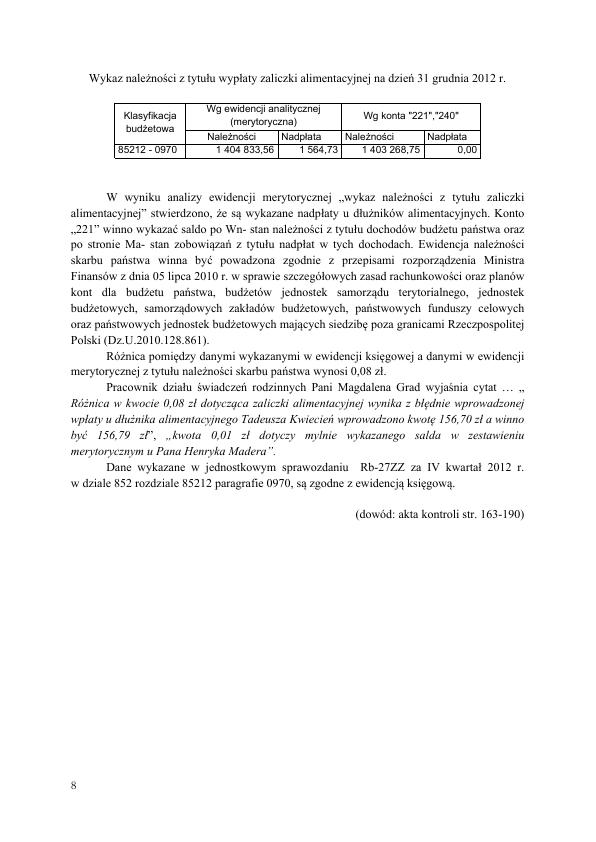 Wykaz należności z tytułu wypłaty zaliczki alimentacyjnej na dzień 31 grudnia 2012 r.
Klasyfikacja budżetowa | Wg ewidencji analitycznej (merytoryczna) | Wg konta "221","240"
Należności | Nadpłata | Należności | Nadpłata
85212 - 0970 | 1 404 833,56 | 1 564,73 | 1 403 268,75 | 0,00
W wyniku analizy ewidencji merytorycznej „wykaz należności z tytułu zaliczki
alimentacyjnej” stwierdzono, że są wykazane nadpłaty u dłużników alimentacyjnych. Konto
„221” winno wykazać saldo po Wn- stan należności z tytułu dochodów budżetu państwa oraz
po stronie Ma- stan zobowiązań z tytułu nadpłat w tych dochodach. Ewidencja należności
skarbu państwa winna być powadzona zgodnie z przepisami rozporządzenia Ministra
Finansów z dnia 05 lipca 2010 r. w sprawie szczegółowych zasad rachunkowości oraz planów
kont dla budżetu państwa, budżetów jednostek samorządu terytorialnego, jednostek
budżetowych, samorządowych zakładów budżetowych, państwowych funduszy celowych
oraz państwowych jednostek budżetowych mających siedzibę poza granicami Rzeczpospolitej
Polski (Dz.U.2010.128.861).
Różnica pomiędzy danymi wykazanymi w ewidencji księgowej a danymi w ewidencji
merytorycznej z tytułu należności skarbu państwa wynosi 0,08 zł.
Pracownik działu świadczeń rodzinnych Pani Magdalena Grad wyjaśnia cytat … „
Różnica w kwocie 0,08 zł dotycząca zaliczki alimentacyjnej wynika z błędnie wprowadzonej
wpłaty u dłużnika alimentacyjnego Tadeusza Kwiecień wprowadzono kwotę 156,70 zł a winno
być 156,79 zł”, „kwota 0,01 zł dotyczy mylnie wykazanego salda w zestawieniu
merytorycznym u Pana Henryka Madera”.
Dane wykazane w jednostkowym sprawozdaniu Rb-27ZZ za IV kwartał 2012 r.
w dziale 852 rozdziale 85212 paragrafie 0970, są zgodne z ewidencją księgową.
(dowód: akta kontroli str. 163-190)
8